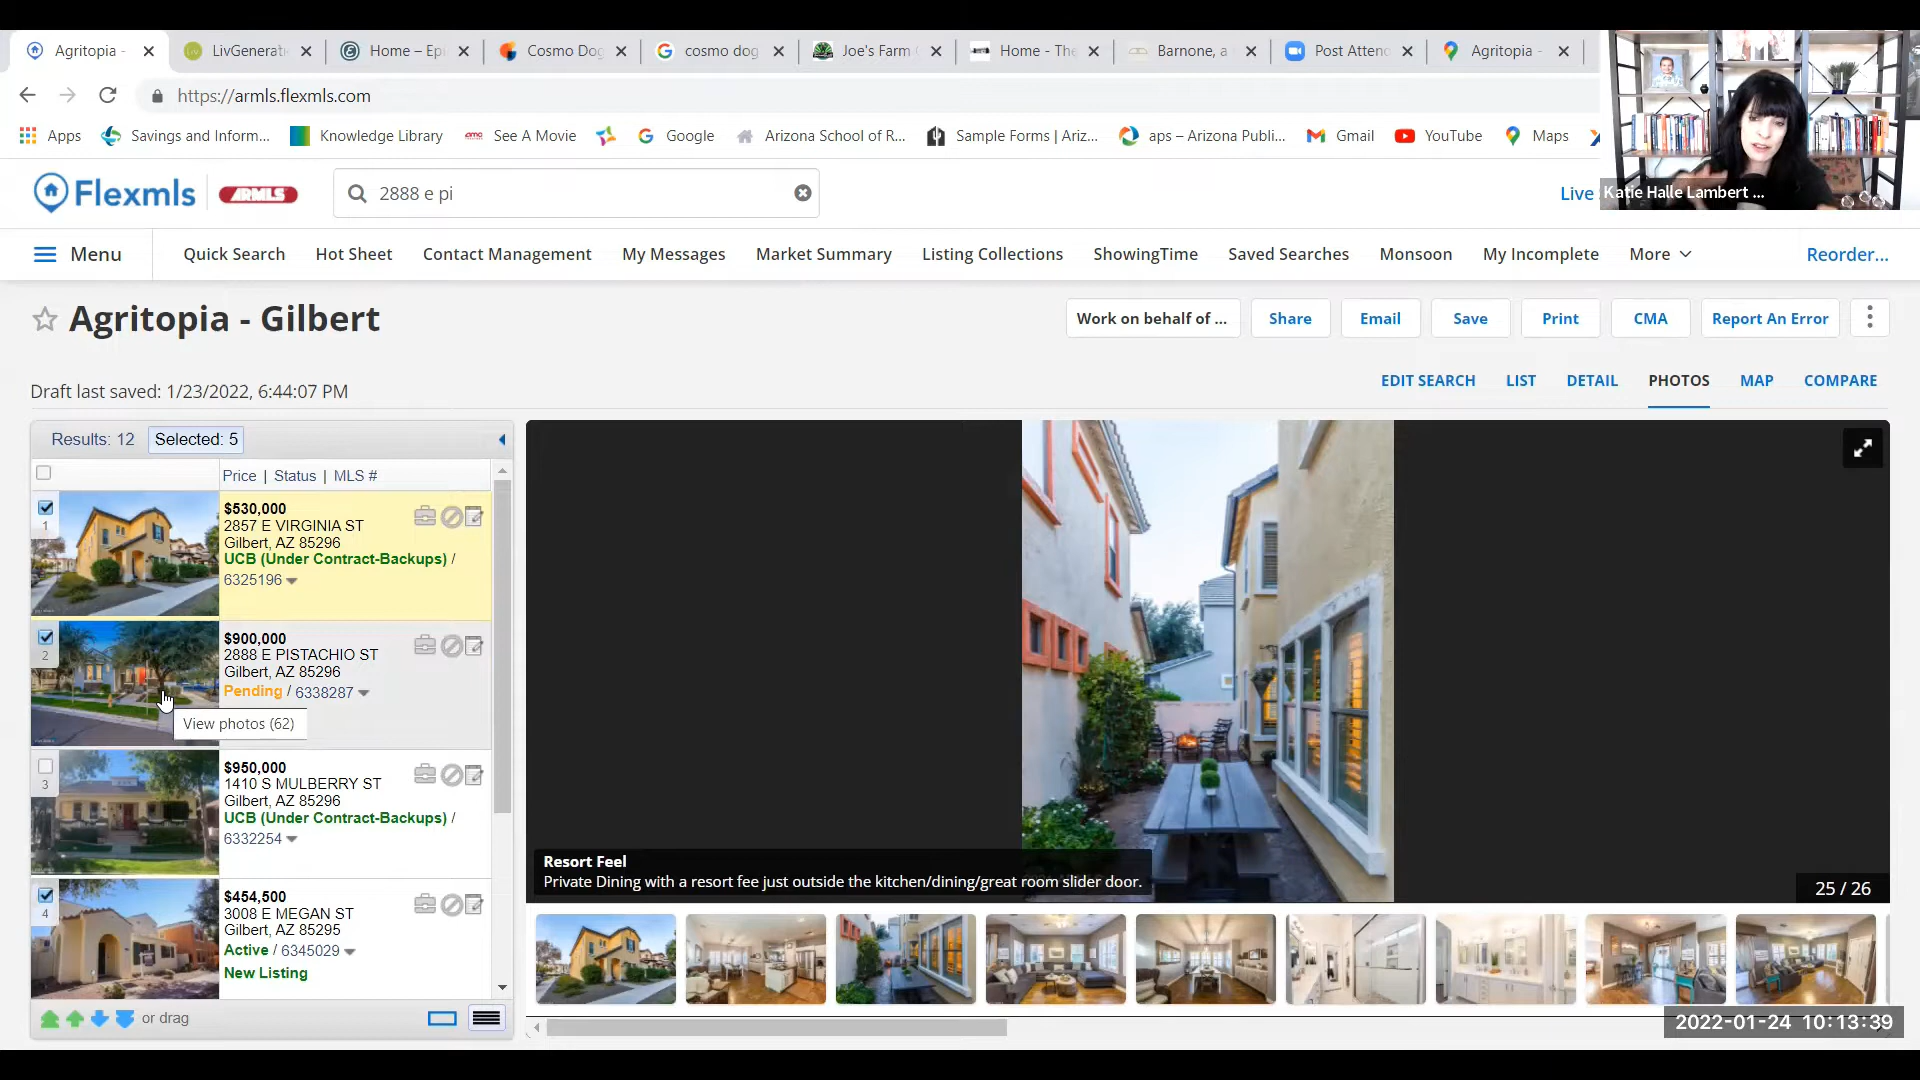 Agritopia -
LivGenerati
Home – Epi
Cosmo Dog
cosmo dog
Joe's Farm
Home - The
Barnone, a
Post Attend
Agritopia -
https://armls.flexmls.com
Apps
Savings and Inform...
Knowledge Library
amc
See A Movie
Google
Arizona School of R...
Sample Forms | Ariz...
aps – Arizona Publi...
Gmail
YouTube
Maps
Flexmls
ARMLS
2888 e pi
Live
Katie Halle Lambert ...
Menu
Quick Search
Hot Sheet
Contact Management
My Messages
Market Summary
Listing Collections
ShowingTime
Saved Searches
Monsoon
My Incomplete
More
Reorder...
Agritopia - Gilbert
Work on behalf of ...
Share
Email
Save
Print
CMA
Report An Error
Draft last saved: 1/23/2022, 6:44:07 PM
EDIT SEARCH
LIST
DETAIL
PHOTOS
MAP
COMPARE
Results: 12
Selected: 5
Price | Status | MLS #
1
$530,000
2857 E VIRGINIA ST
Gilbert, AZ 85296
UCB (Under Contract-Backups) /
6325196
2
$900,000
2888 E PISTACHIO ST
Gilbert, AZ 85296
Pending / 6338287
View photos (62)
3
$950,000
1410 S MULBERRY ST
Gilbert, AZ 85296
UCB (Under Contract-Backups) /
6332254
4
$454,500
3008 E MEGAN ST
Gilbert, AZ 85295
Active / 6345029
New Listing
or drag
Resort Feel
Private Dining with a resort fee just outside the kitchen/dining/great room slider door.
25 / 26
2022-01-24 10:13:39